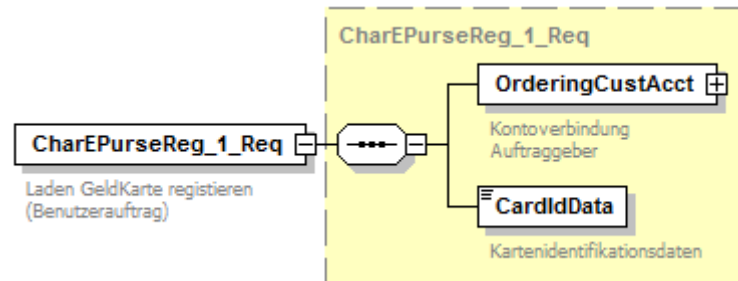 CharEPurseReg_1_Req
OrderingCustAcct
Kontoverbindung
Auftraggeber
CharEPurseReg_1_Req
Laden GeldKarte registieren
(Benutzerauftrag)
CardIdData
Kartenidentifikationsdaten